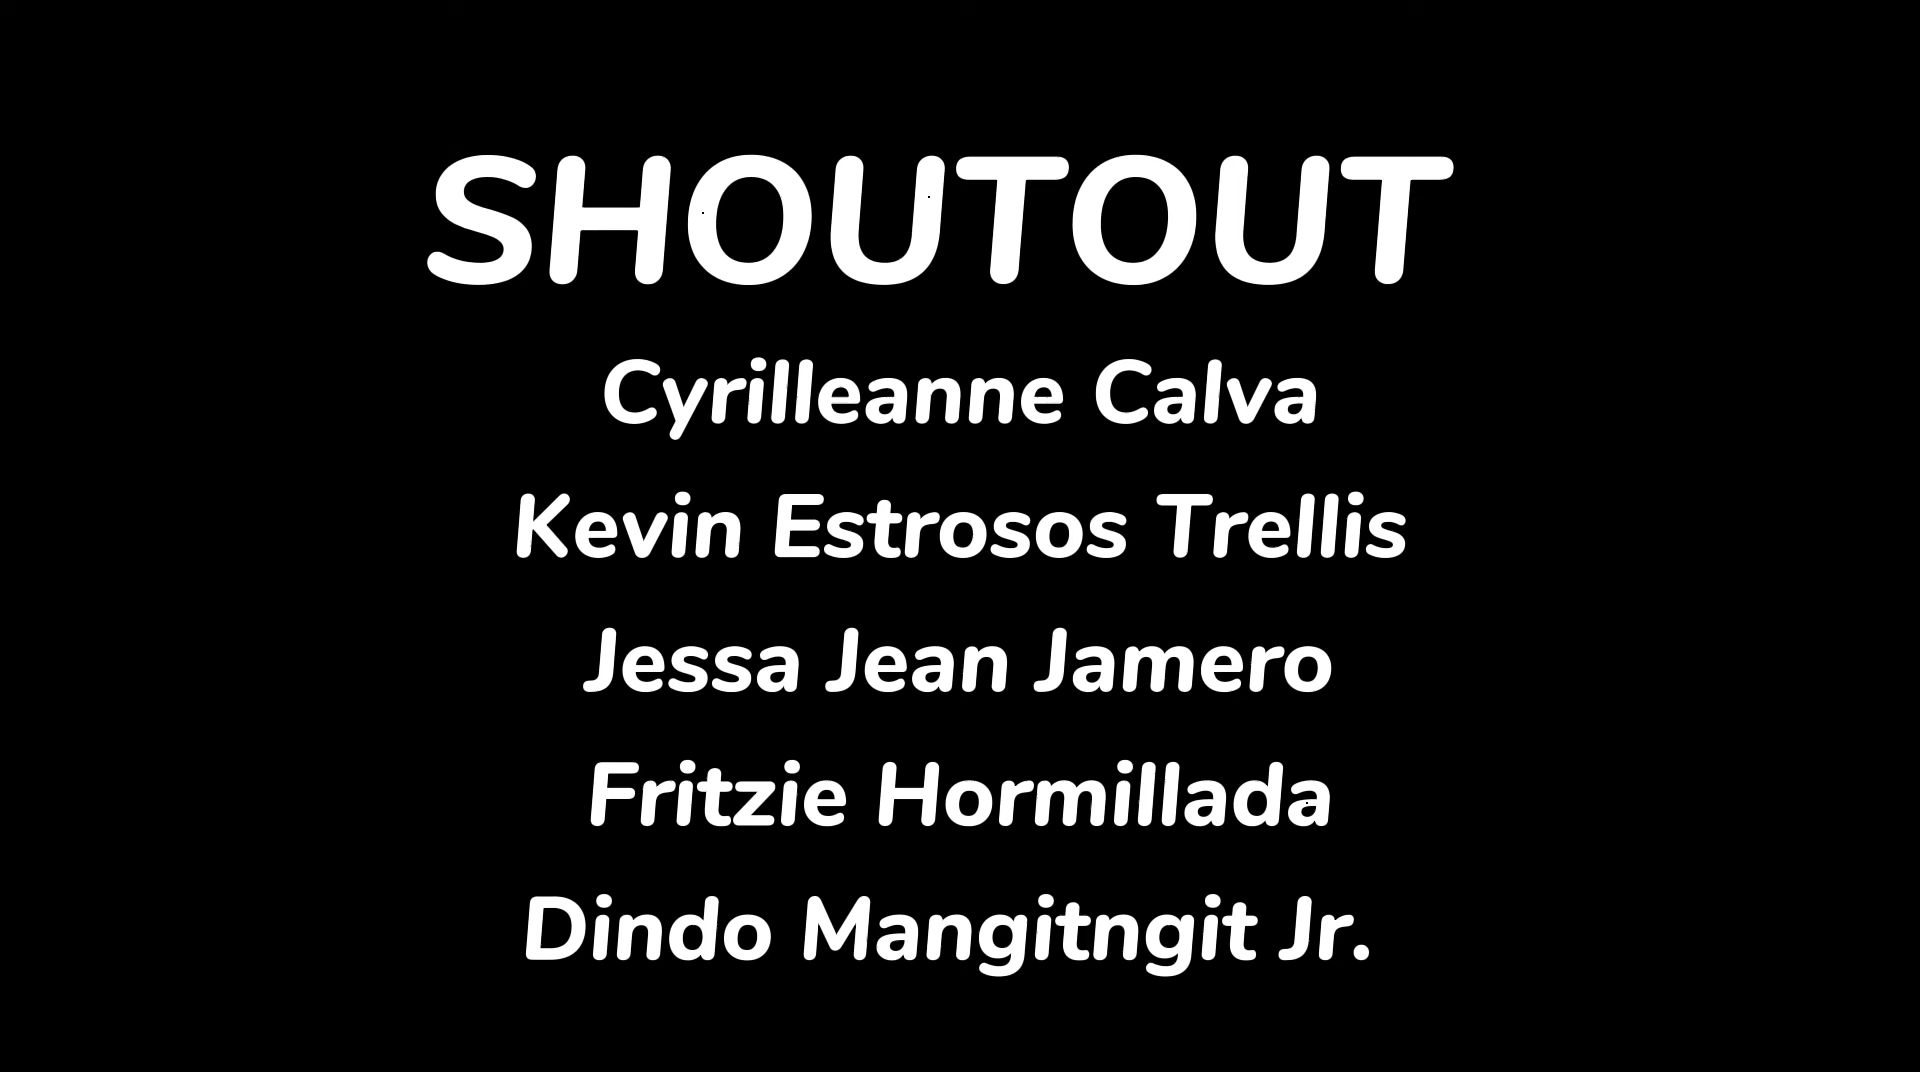 SHOUTOUT
Cyrilleanne Calva
Kevin Estrosos Trellis
Jessa Jean Jamero
Fritzie Hormillada
Dindo Mangitngit Jr.